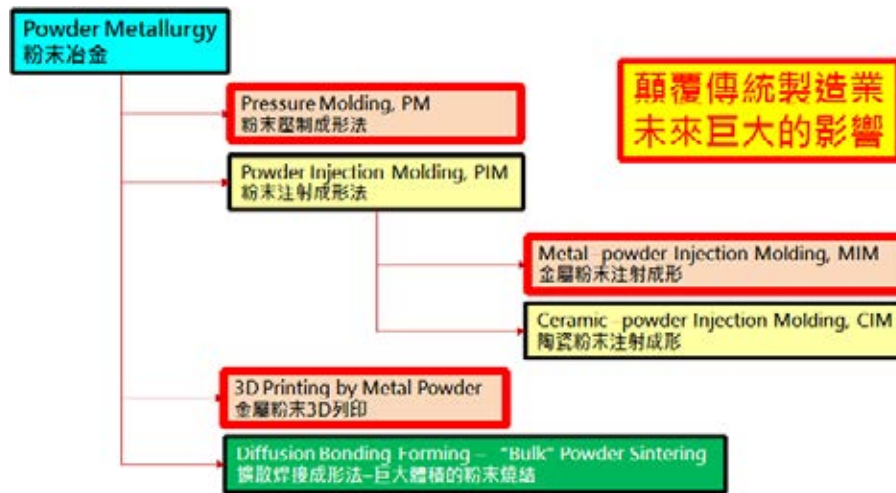 Powder Metallurgy
粉末冶金
顛覆傳統製造業
未來巨大的影響
Pressure Molding, PM
粉末壓制成形法
Powder Injection Molding, PIM
粉末注射成形法
Metal-powder Injection Molding, MIM
金屬粉末注射成形
Ceramic-powder Injection Molding, CIM
陶瓷粉末注射成形
3D Printing by Metal Powder
金屬粉末3D列印
Diffusion Bonding Forming – "Bulk" Powder Sintering
擴散焊接成形法–巨大體積的粉末燒結